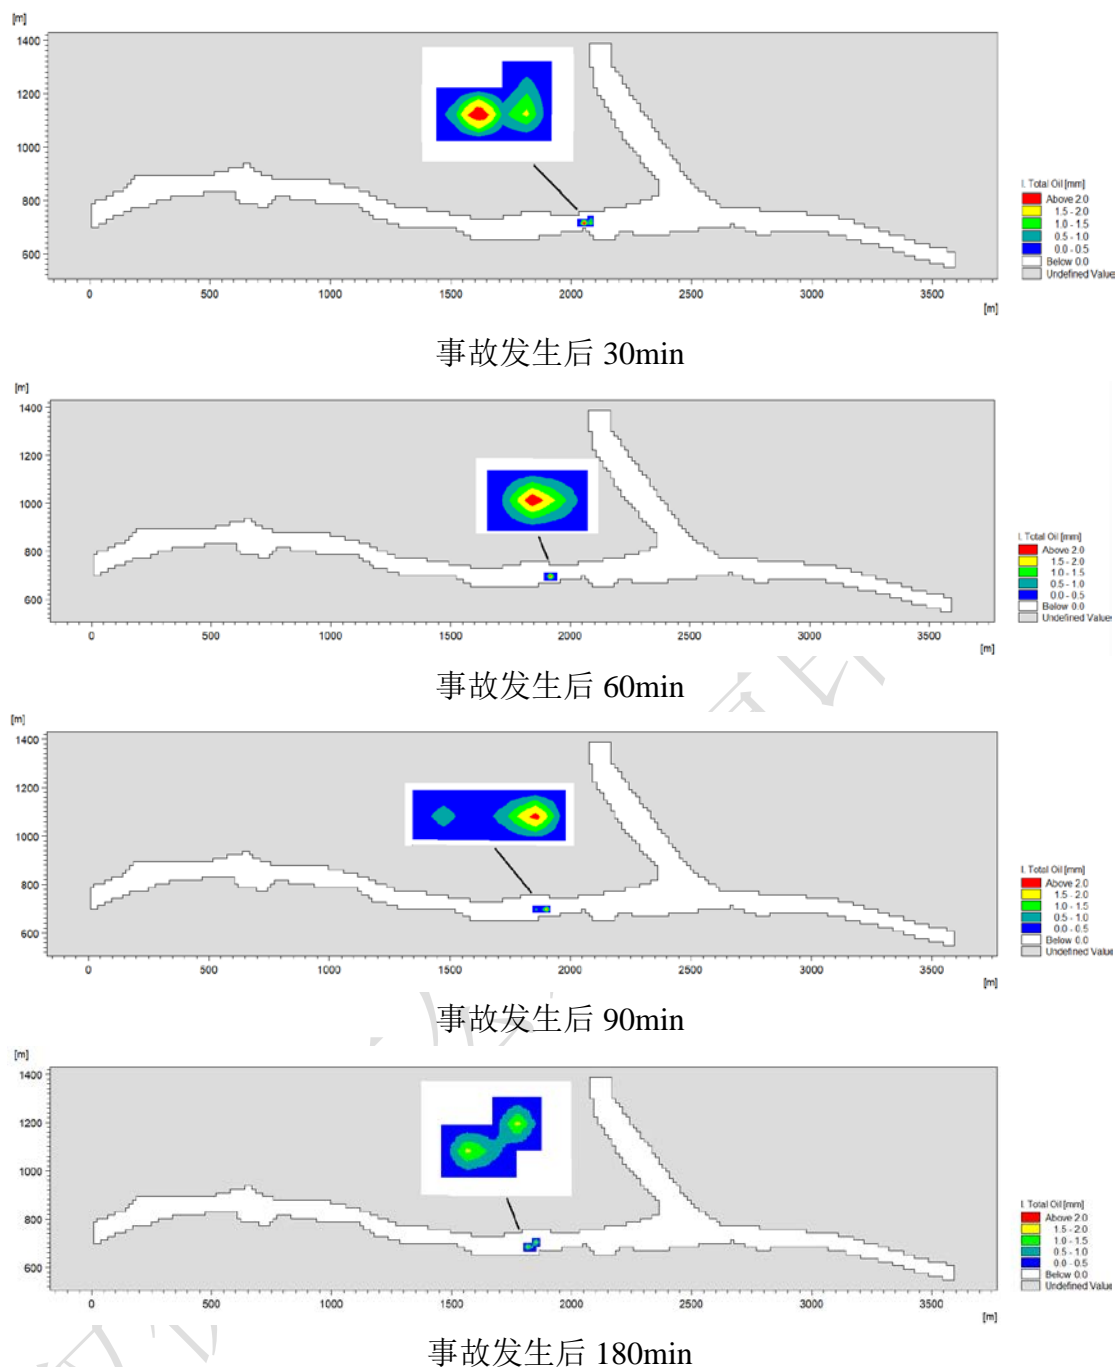 [m]
1400
1200
1000
800
600
0 500 1000 1500 2000 2500 3000 3500
[m]
I. Total Oil [mm]
Above 2.0
1.5 - 2.0
1.0 - 1.5
0.5 - 1.0
0.0 - 0.5
Below 0.0
Undefined Value
事故发生后 30min
[m]
1400
1200
1000
800
600
0 500 1000 1500 2000 2500 3000 3500
[m]
I. Total Oil [mm]
Above 2.0
1.5 - 2.0
1.0 - 1.5
0.5 - 1.0
0.0 - 0.5
Below 0.0
Undefined Value
事故发生后 60min
[m]
1400
1200
1000
800
600
0 500 1000 1500 2000 2500 3000 3500
[m]
I. Total Oil [mm]
Above 2.0
1.5 - 2.0
1.0 - 1.5
0.5 - 1.0
0.0 - 0.5
Below 0.0
Undefined Value
事故发生后 90min
[m]
1400
1200
1000
800
600
0 500 1000 1500 2000 2500 3000 3500
[m]
I. Total Oil [mm]
Above 2.0
1.5 - 2.0
1.0 - 1.5
0.5 - 1.0
0.0 - 0.5
Below 0.0
Undefined Value
事故发生后 180min